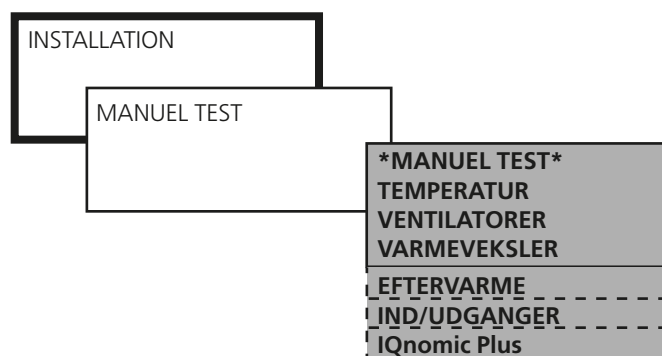 INSTALLATION
MANUEL TEST
*MANUEL TEST*
TEMPERATUR
VENTILATORER
VARMEVEKSLER
EFTERVARME
IND/UDGANGER
IQnomic Plus